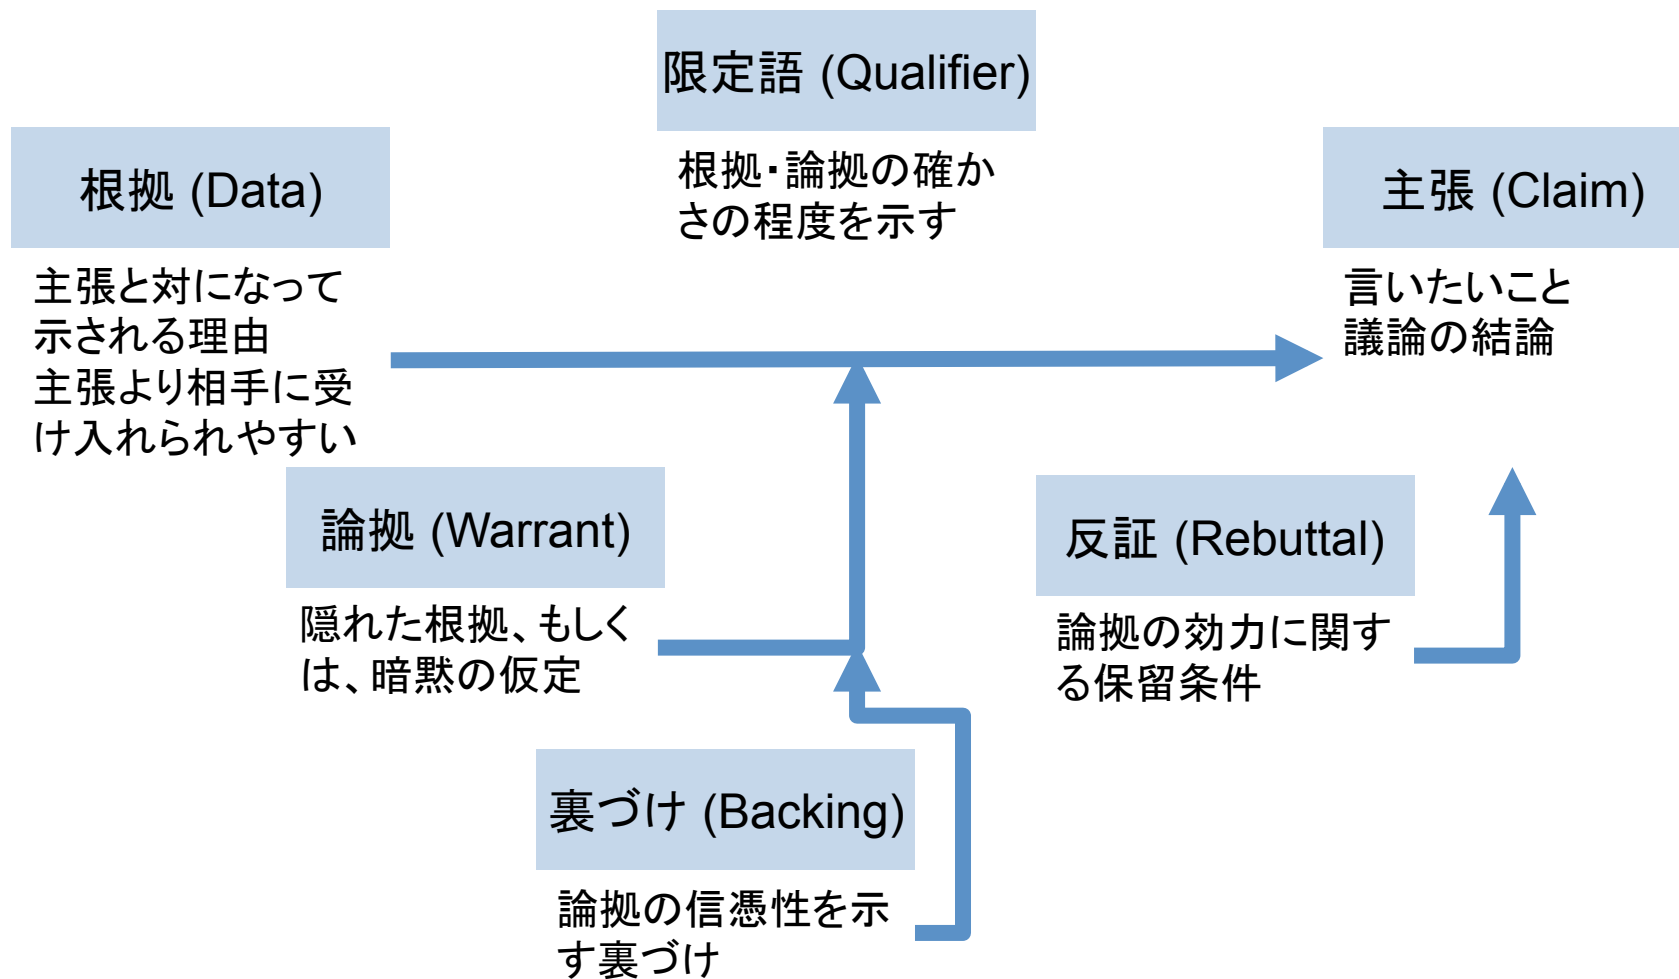 限定語 (Qualifier)
根拠・論拠の確か
さの程度を示す
根拠 (Data)
主張と対になって
示される理由
主張より相手に受
け入れられやすい
主張 (Claim)
言いたいこと
議論の結論
論拠 (Warrant)
隠れた根拠、もしく
は、暗黙の仮定
反証 (Rebuttal)
論拠の効力に関す
る保留条件
裏づけ (Backing)
論拠の信憑性を示
す裏づけ